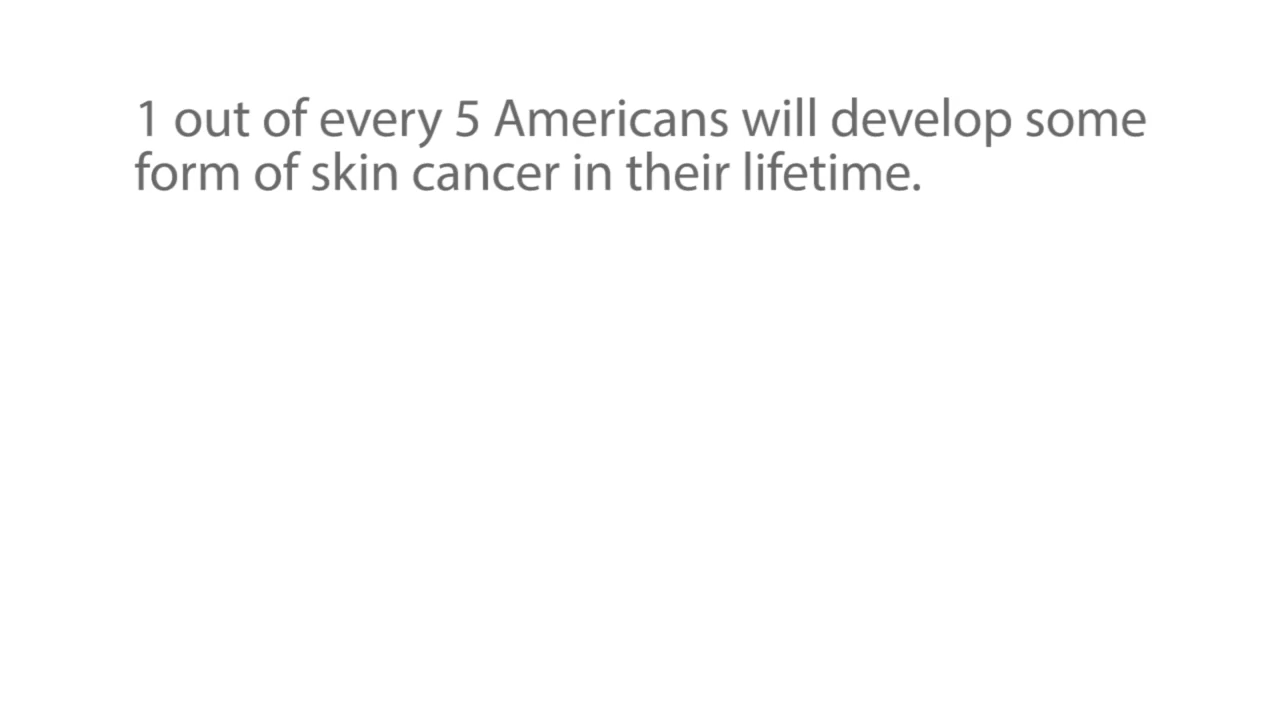 1 out of every 5 Americans will develop some
form of skin cancer in their lifetime.